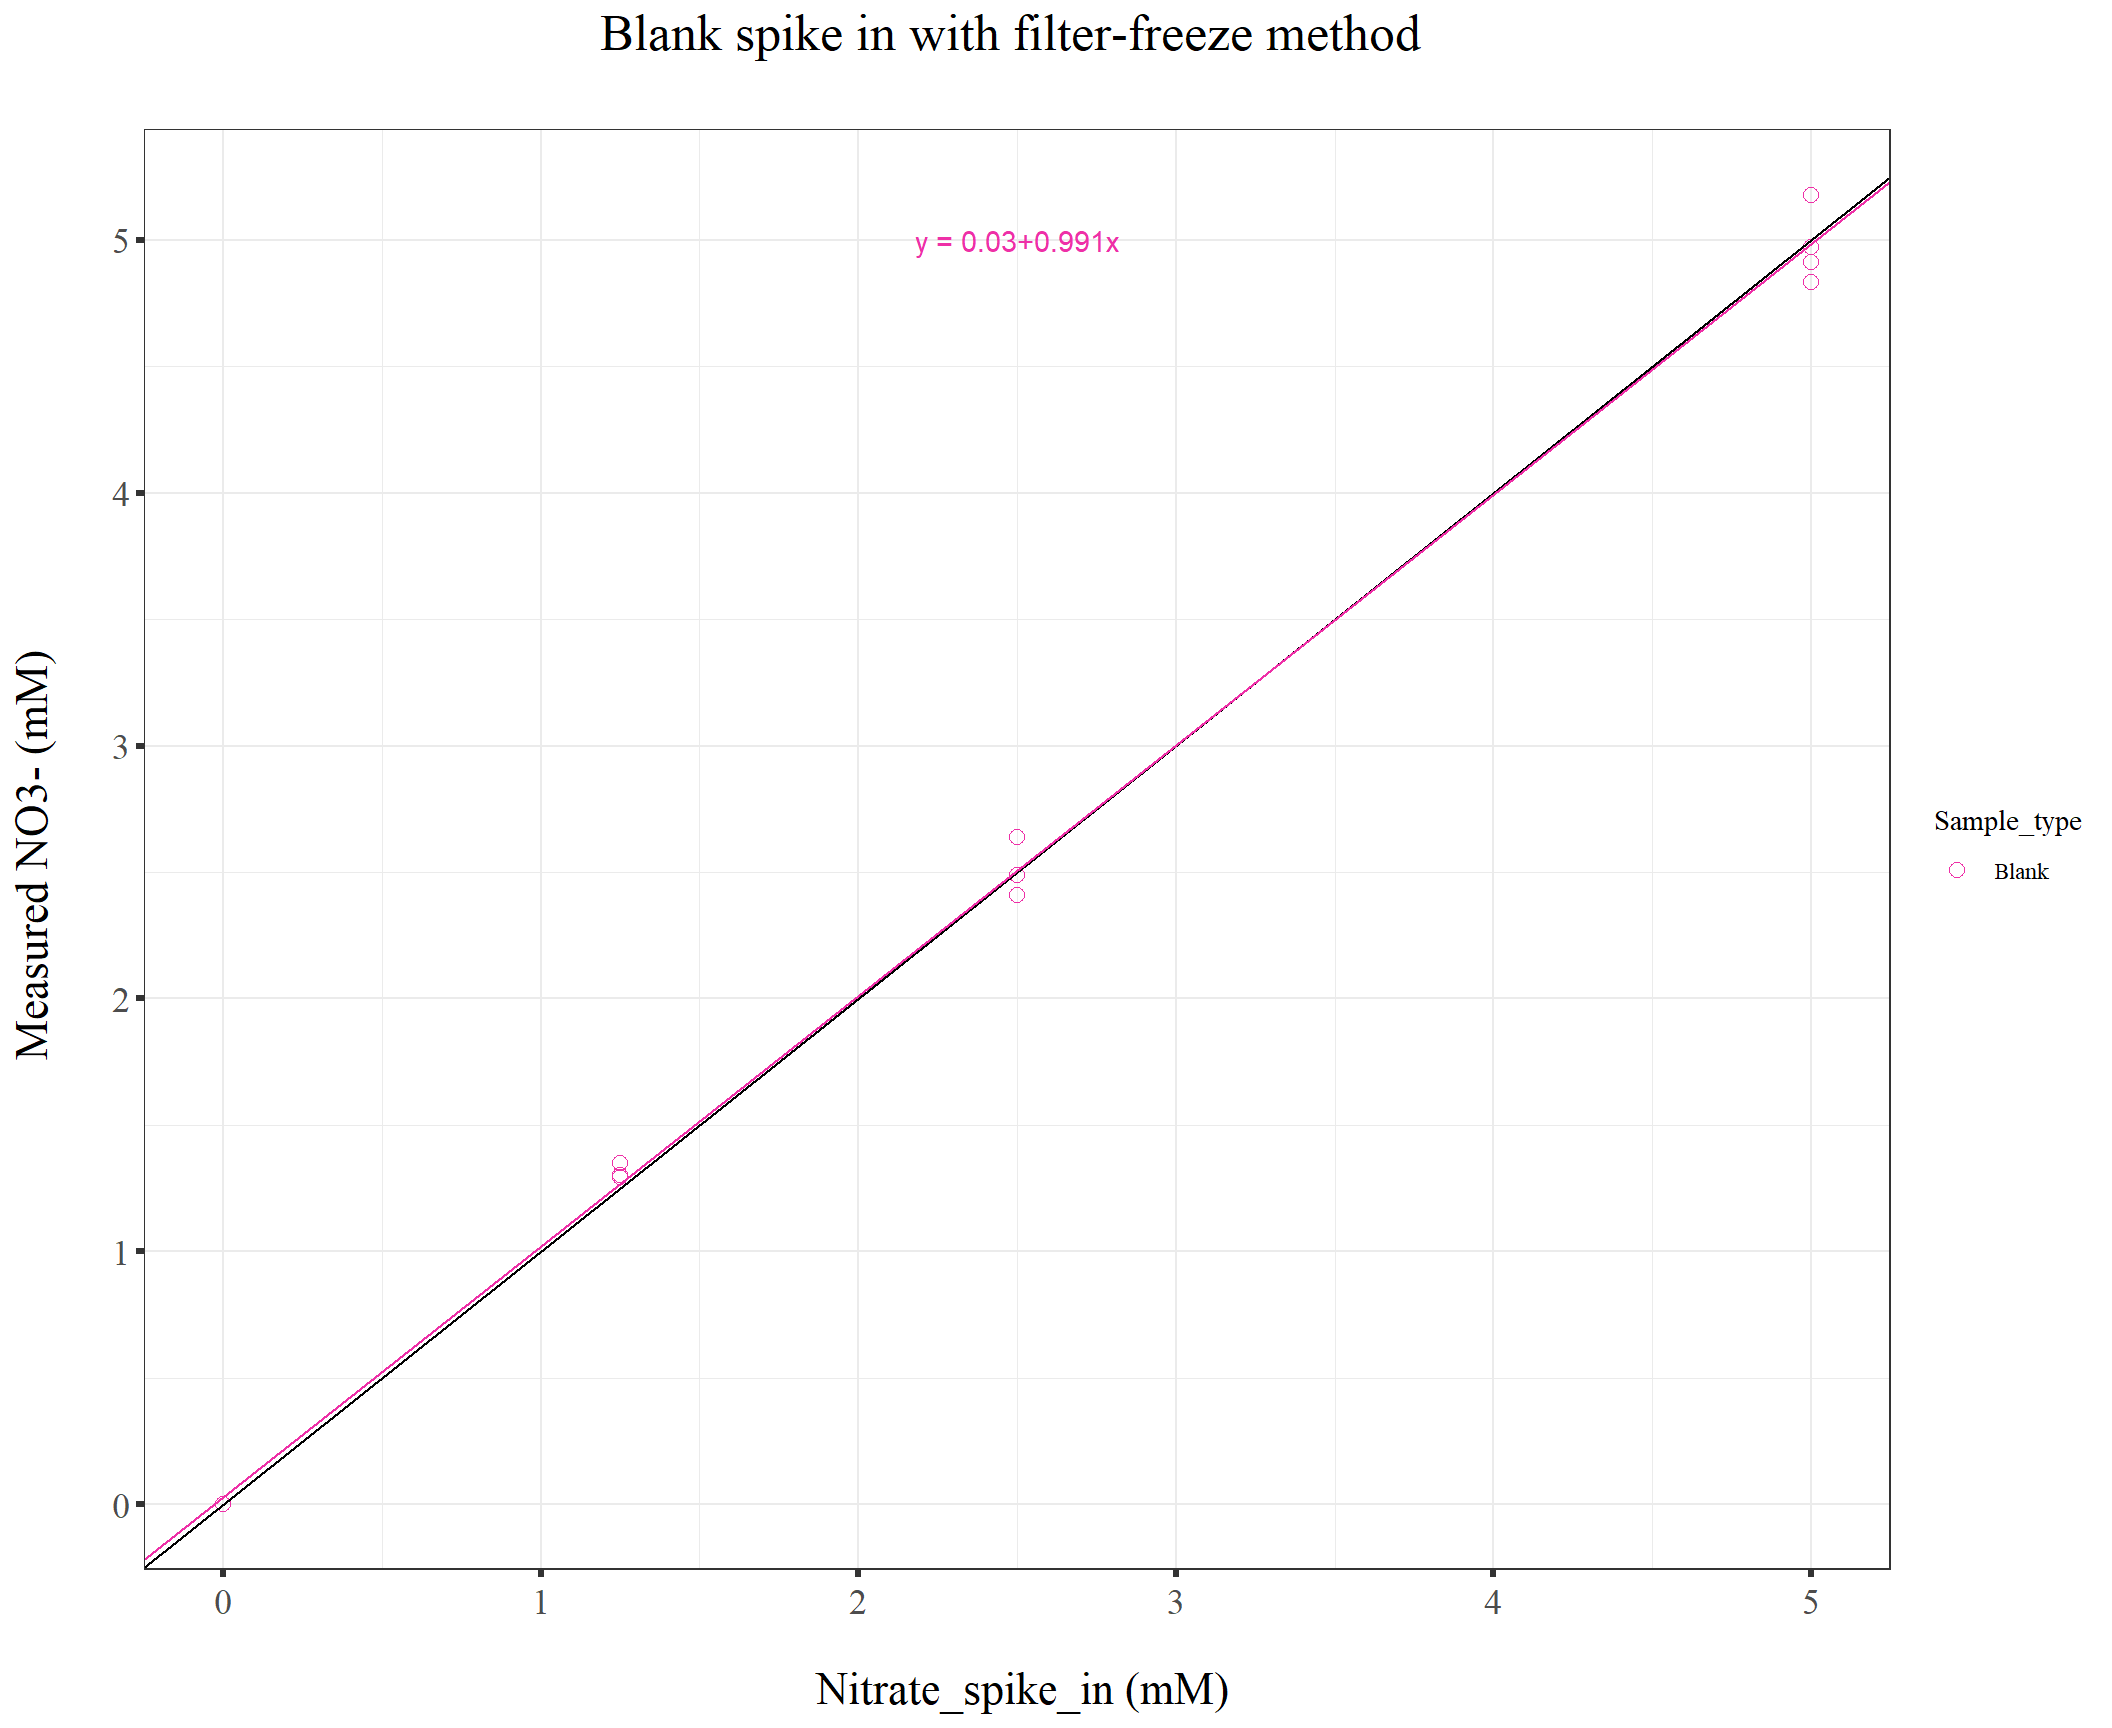 Blank spike in with filter-freeze method
y = 0.03+0.991x
5
4
3
2
1
0
Measured NO3- (mM)
0 1 2 3 4 5
Nitrate_spike_in (mM)
Sample_type
Blank